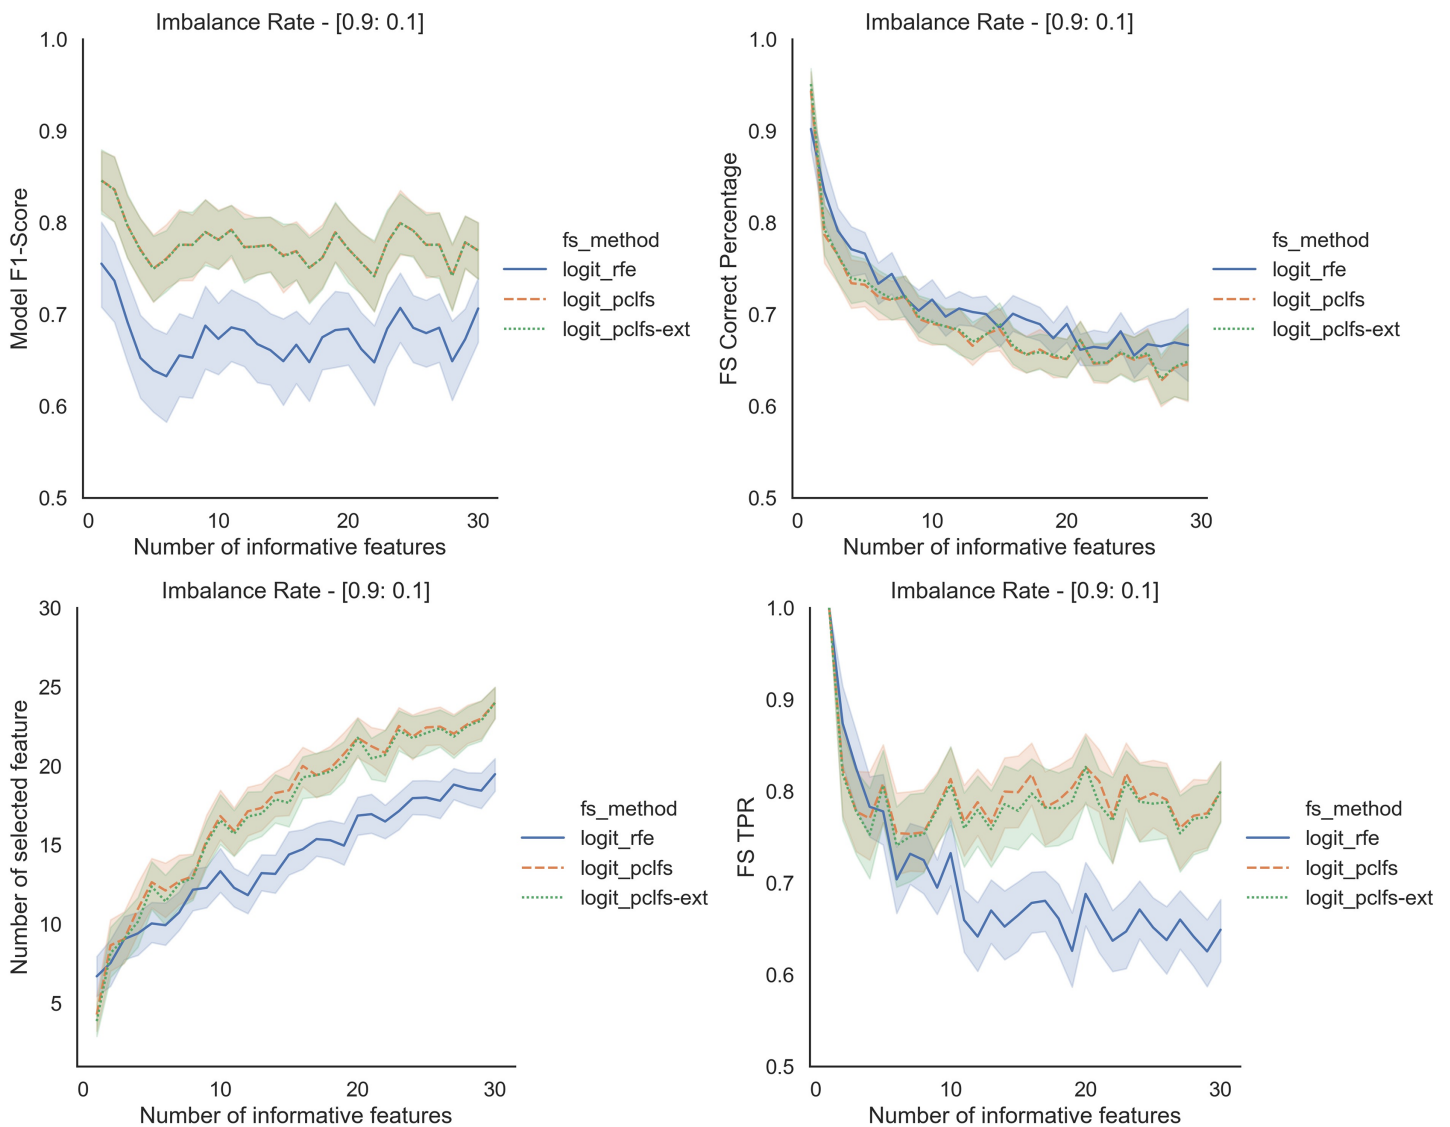 Imbalance Rate - [0.9: 0.1]
1.0
0.9
0.8
0.7
0.6
0.5
Model F1-Score
0 10 20 30
Number of informative features
fs_method
logit_rfe
logit_pclfs
logit_pclfs-ext
Imbalance Rate - [0.9: 0.1]
1.0
0.9
0.8
0.7
0.6
0.5
FS Correct Percentage
0 10 20 30
Number of informative features
fs_method
logit_rfe
logit_pclfs
logit_pclfs-ext
Imbalance Rate - [0.9: 0.1]
30
25
20
15
10
5
Number of selected feature
0 10 20 30
Number of informative features
fs_method
logit_rfe
logit_pclfs
logit_pclfs-ext
Imbalance Rate - [0.9: 0.1]
1.0
0.9
0.8
0.7
0.6
0.5
FS TPR
0 10 20 30
Number of informative features
fs_method
logit_rfe
logit_pclfs
logit_pclfs-ext